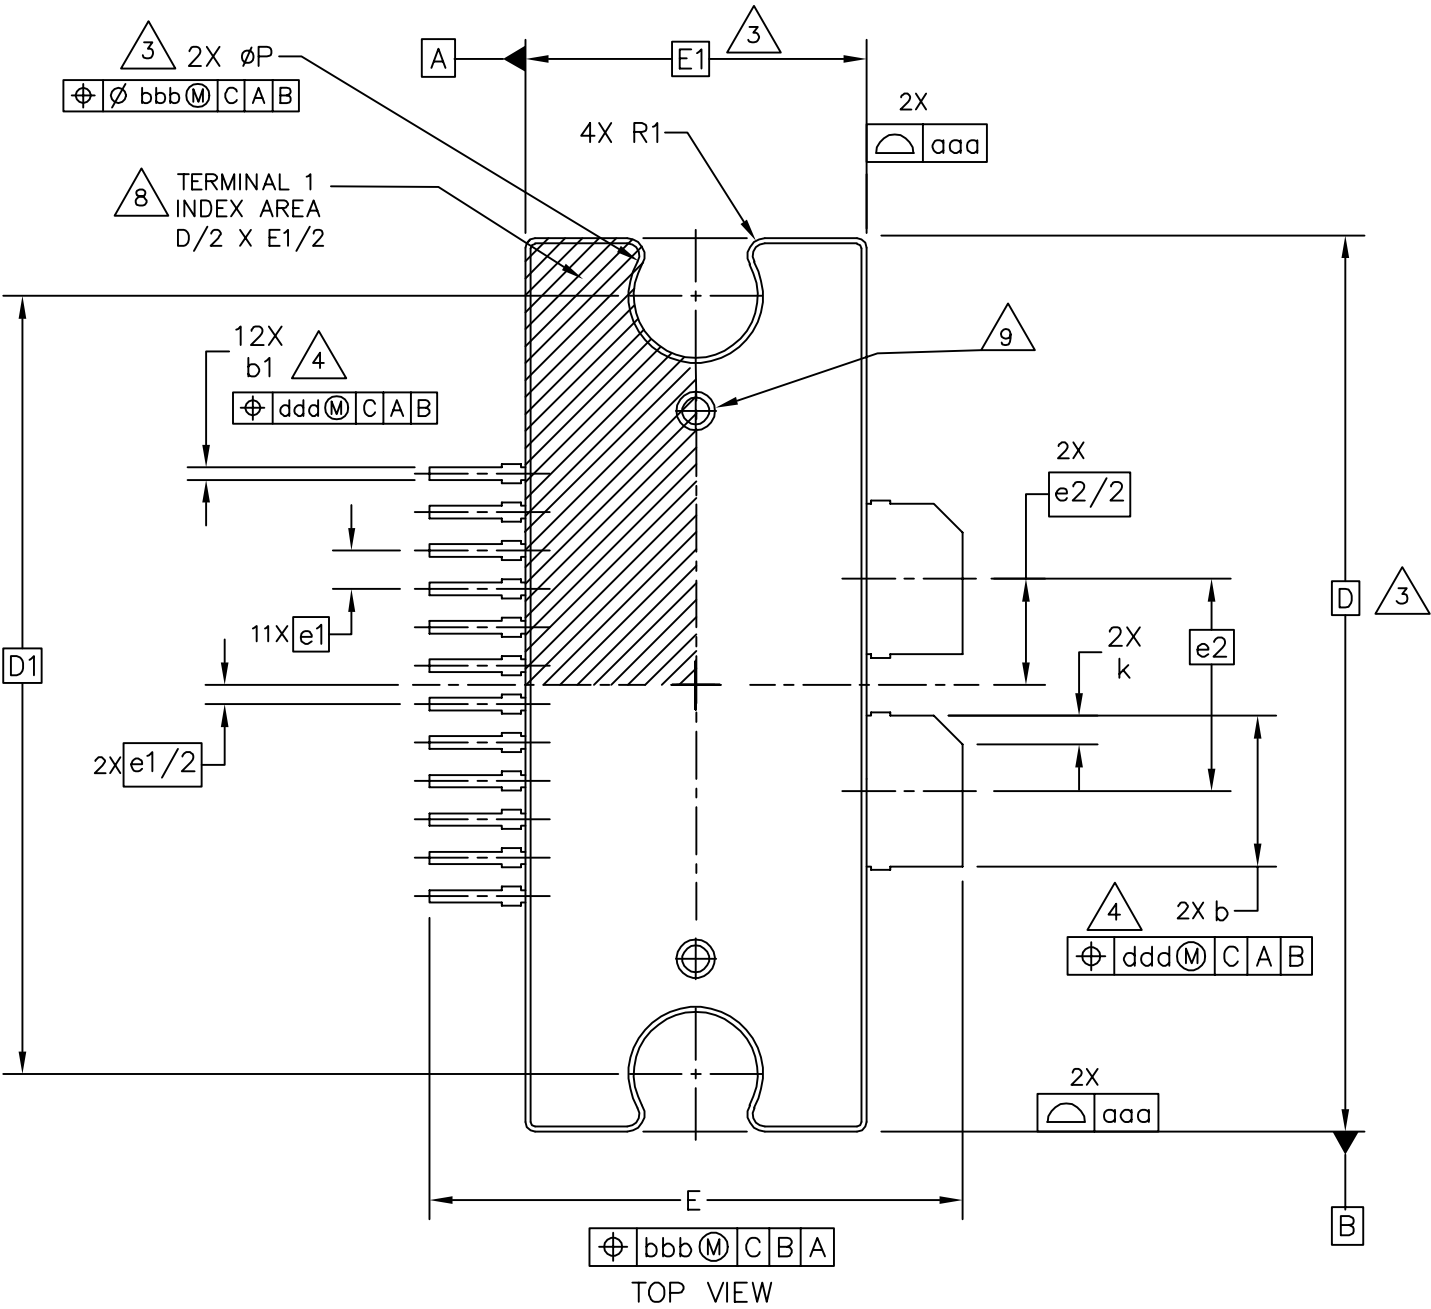 3
2X ⌀P
⌖ ⌀ bbb Ⓜ C A B
A
E1
3
4X R1
2X
⌓ aaa
8
TERMINAL 1
INDEX AREA
D/2 X E1/2
12X
b1
4
⌖ ddd Ⓜ C A B
9
2X
e2/2
D
3
11X e1
2X
k
e2
D1
2X e1/2
4
2X b
⌖ ddd Ⓜ C A B
2X
⌓ aaa
E
B
⌖ bbb Ⓜ C B A
TOP VIEW